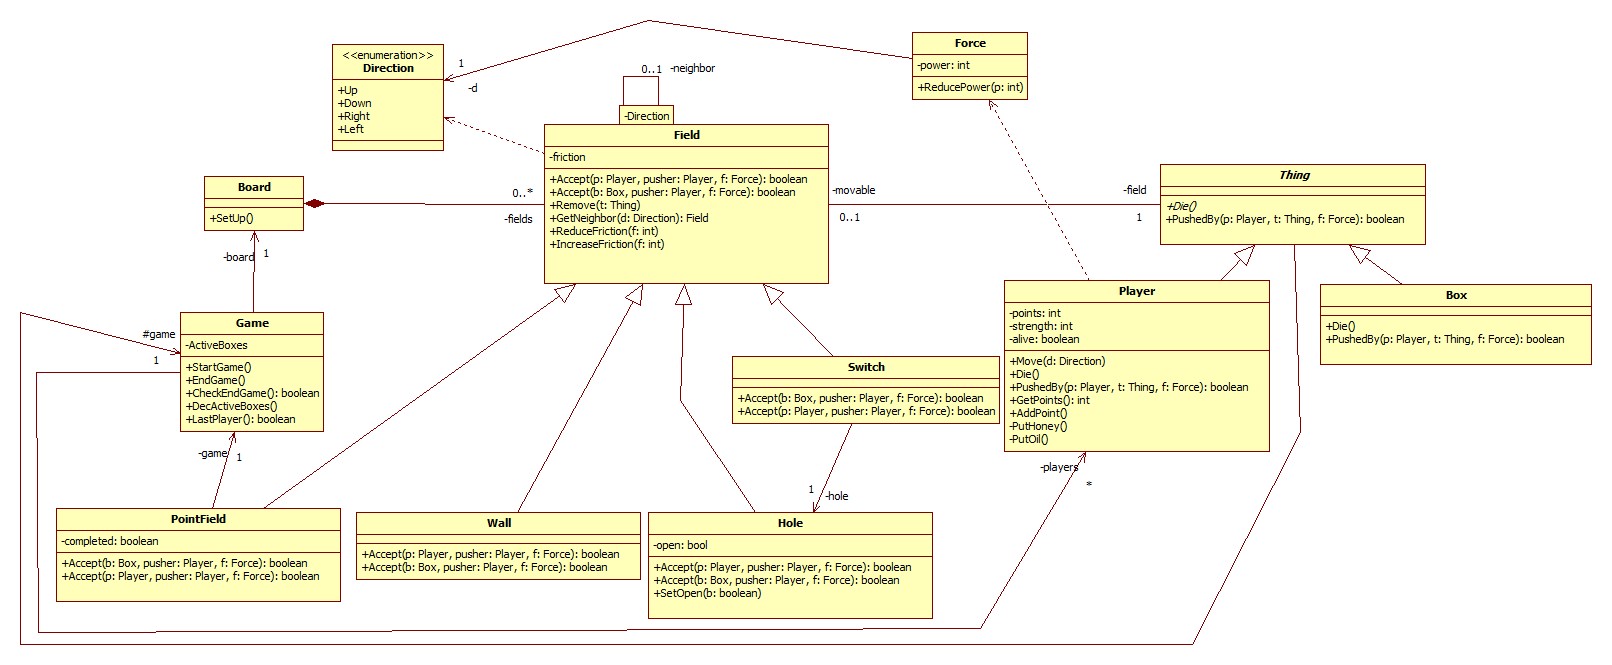 <<enumeration>>
Direction
+Up
+Down
+Right
+Left
1
-d
0..1 -neighbor
-Direction
Force
-power: int
+ReducePower(p: int)
Field
-friction
+Accept(p: Player, pusher: Player, f: Force): boolean
+Accept(b: Box, pusher: Player, f: Force): boolean
+Remove(t: Thing)
+GetNeighbor(d: Direction): Field
+ReduceFriction(f: int)
+IncreaseFriction(f: int)
Board
+SetUp()
0..*
-fields
-movable
0..1
-field
1
Thing
+Die()
+PushedBy(p: Player, t: Thing, f: Force): boolean
-board 1
Game
-ActiveBoxes
+StartGame()
+EndGame()
+CheckEndGame(): boolean
+DecActiveBoxes()
+LastPlayer(): boolean
#game
1
-game 1
Player
-points: int
-strength: int
-alive: boolean
+Move(d: Direction)
+Die()
+PushedBy(p: Player, t: Thing, f: Force): boolean
+GetPoints(): int
+AddPoint()
-PutHoney()
-PutOil()
-players
*
Box
+Die()
+PushedBy(p: Player, t: Thing, f: Force): boolean
Switch
+Accept(b: Box, pusher: Player, f: Force): boolean
+Accept(p: Player, pusher: Player, f: Force): boolean
1 -hole
PointField
-completed: boolean
+Accept(b: Box, pusher: Player, f: Force): boolean
+Accept(p: Player, pusher: Player, f: Force): boolean
Wall
+Accept(p: Player, pusher: Player, f: Force): boolean
+Accept(b: Box, pusher: Player, f: Force): boolean
Hole
-open: bool
+Accept(p: Player, pusher: Player, f: Force): boolean
+Accept(b: Box, pusher: Player, f: Force): boolean
+SetOpen(b: boolean)